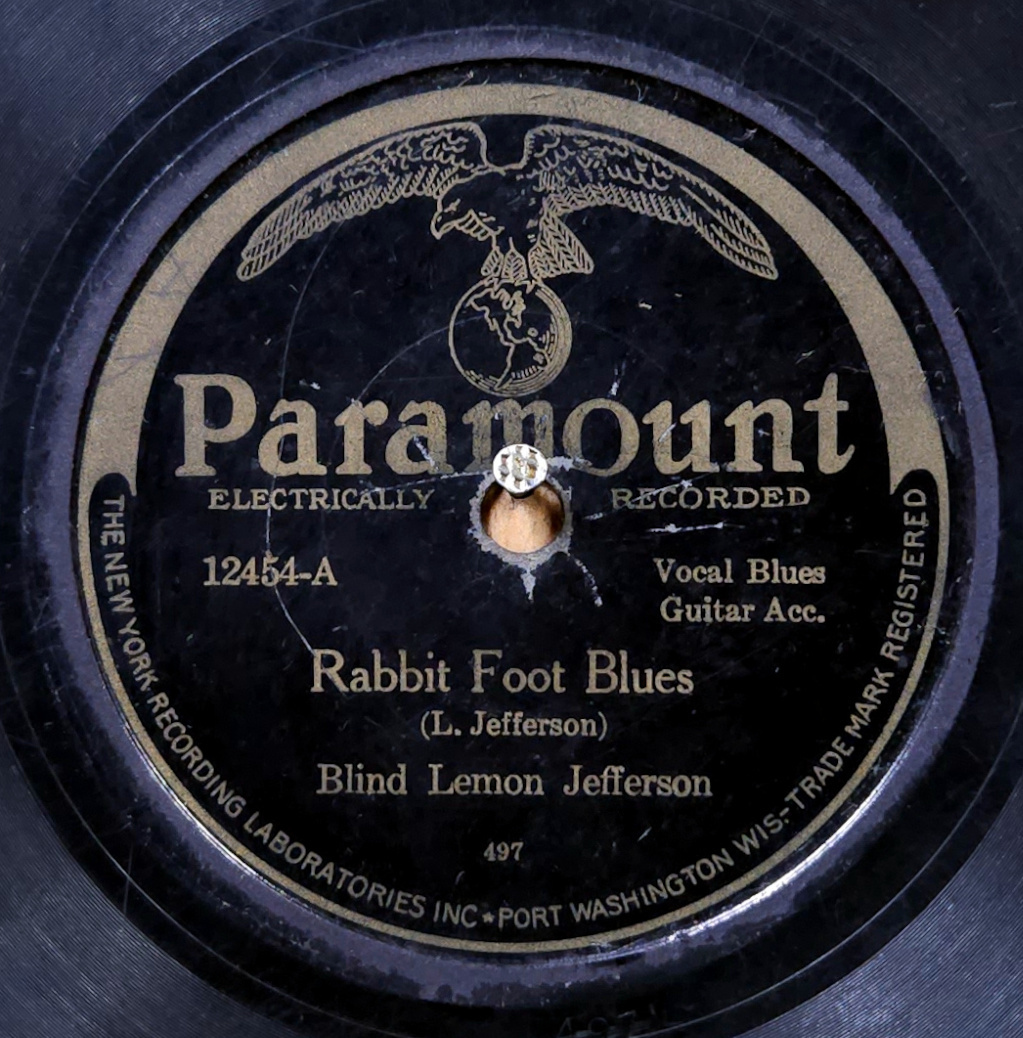 Paramount
ELECTRICALLY RECORDED
12454-A
Vocal Blues
Guitar Acc.
Rabbit Foot Blues
(L. Jefferson)
Blind Lemon Jefferson
497
THE NEW YORK RECORDING LABORATORIES INC * PORT WASHINGTON WIS.- TRADE MARK REGISTERED